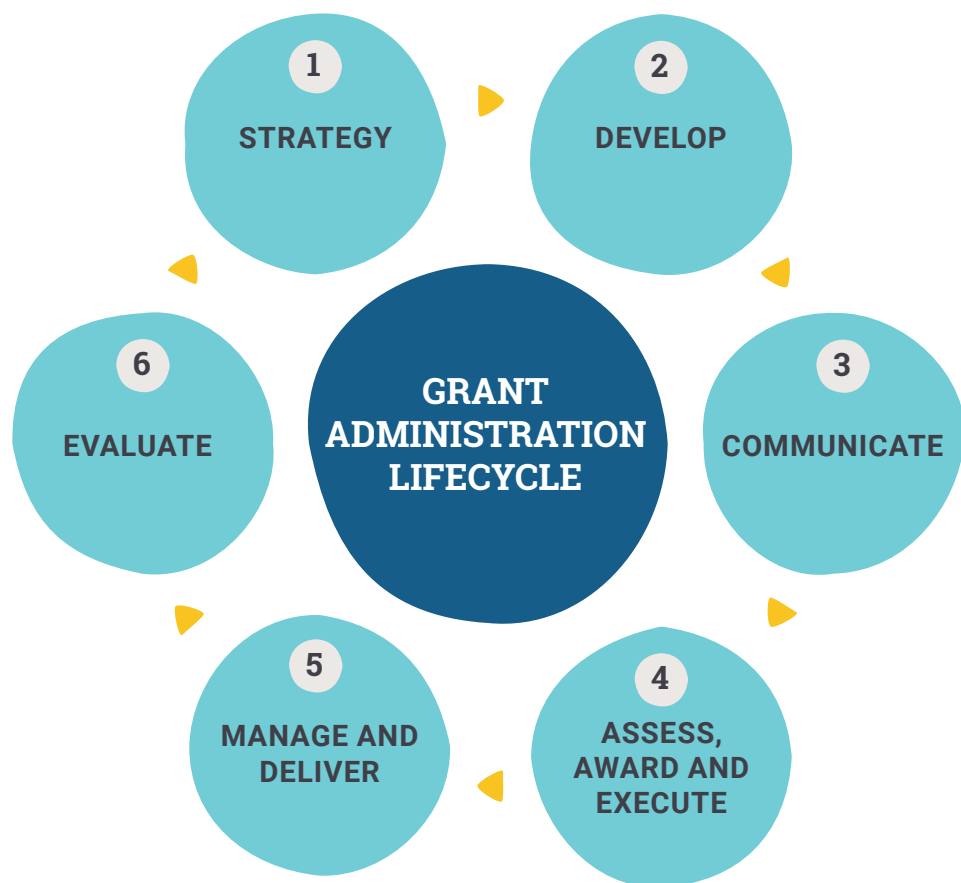 1
STRATEGY
2
DEVELOP
3
COMMUNICATE
4
ASSESS,
AWARD AND
EXECUTE
5
MANAGE AND
DELIVER
6
EVALUATE
GRANT
ADMINISTRATION
LIFECYCLE